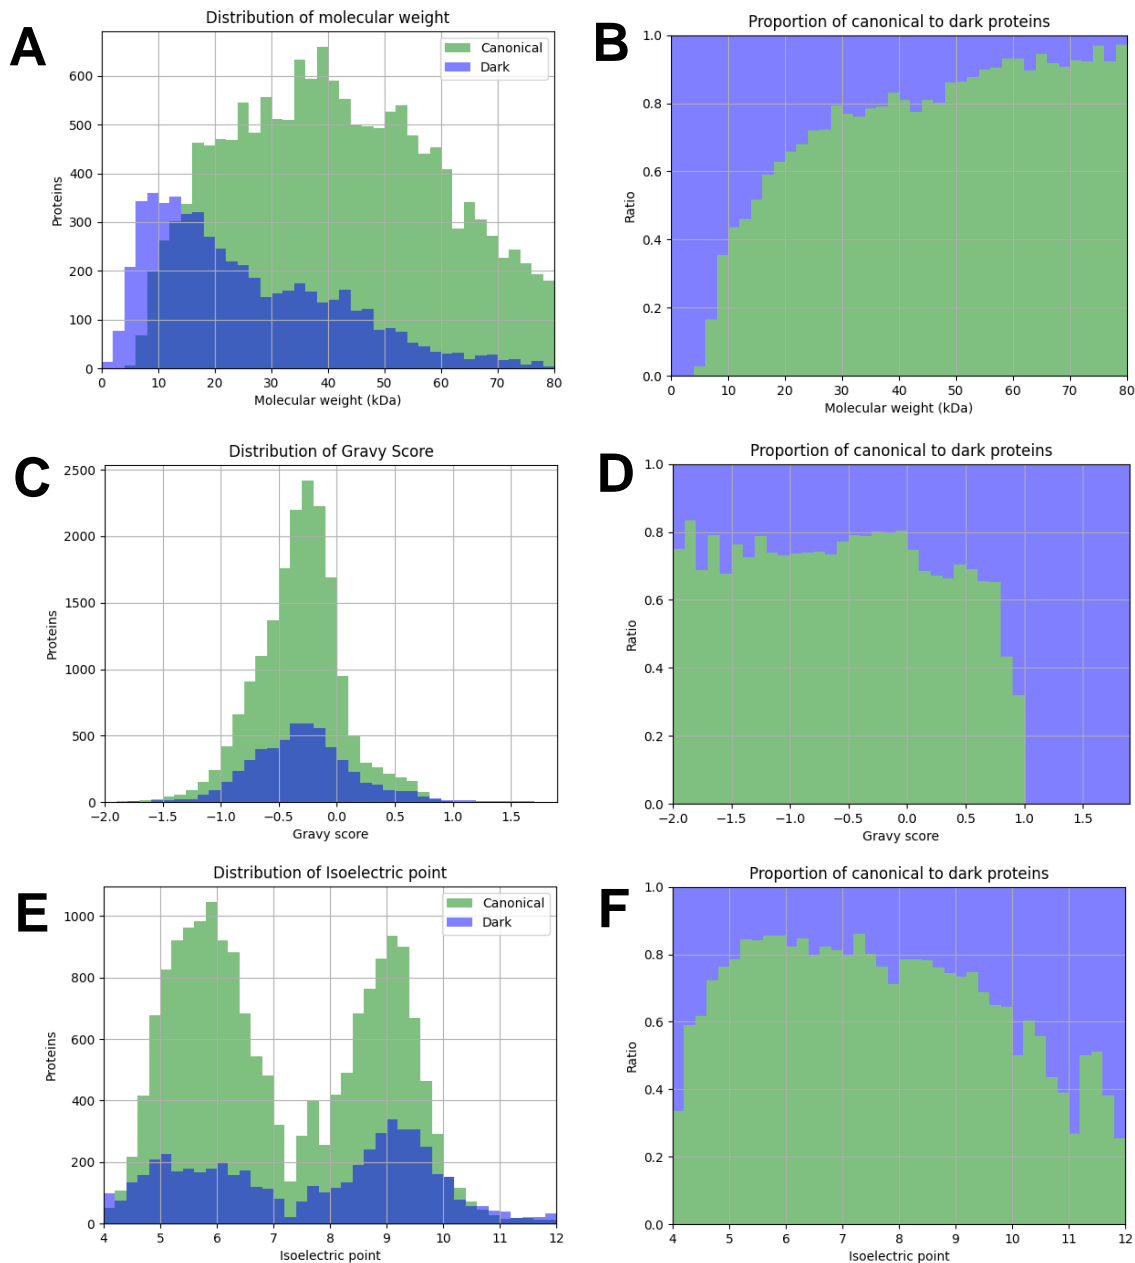 A
Distribution of molecular weight
Canonical
Dark
Proteins
600
500
400
300
200
100
0
0 10 20 30 40 50 60 70 80
Molecular weight (kDa)
B
Proportion of canonical to dark proteins
Ratio
1.0
0.8
0.6
0.4
0.2
0.0
0 10 20 30 40 50 60 70 80
Molecular weight (kDa)
C
Distribution of Gravy Score
Proteins
2500
2000
1500
1000
500
0
−2.0 −1.5 −1.0 −0.5 0.0 0.5 1.0 1.5
Gravy score
D
Proportion of canonical to dark proteins
Ratio
1.0
0.8
0.6
0.4
0.2
0.0
−2.0 −1.5 −1.0 −0.5 0.0 0.5 1.0 1.5
Gravy score
E
Distribution of Isoelectric point
Canonical
Dark
Proteins
1000
800
600
400
200
0
4 5 6 7 8 9 10 11 12
Isoelectric point
F
Proportion of canonical to dark proteins
Ratio
1.0
0.8
0.6
0.4
0.2
0.0
4 5 6 7 8 9 10 11 12
Isoelectric point